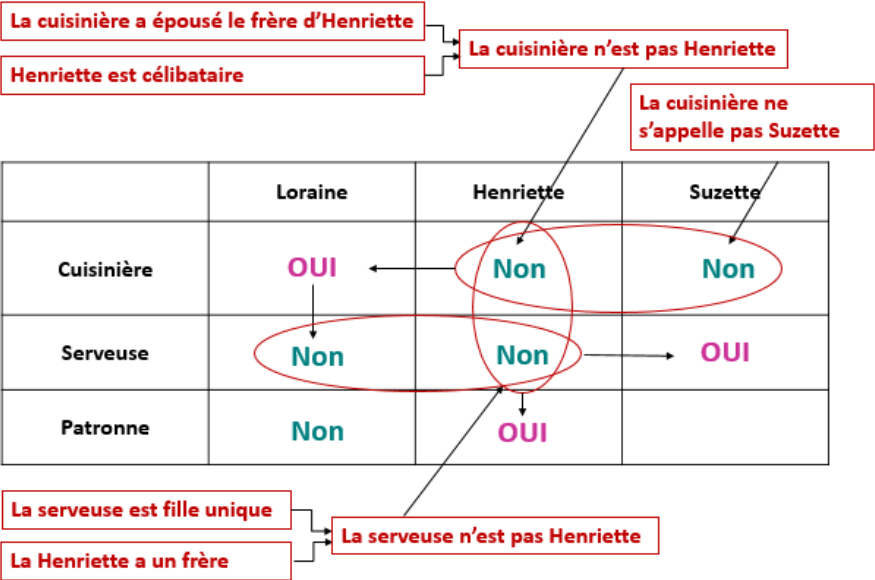 La cuisinière a épousé le frère d’Henriette
Henriette est célibataire
La cuisinière n’est pas Henriette
La cuisinière ne
s’appelle pas Suzette
Loraine Henriette Suzette
Cuisinière OUI Non Non
Serveuse Non Non OUI
Patronne Non OUI
La serveuse est fille unique
La Henriette a un frère
La serveuse n’est pas Henriette